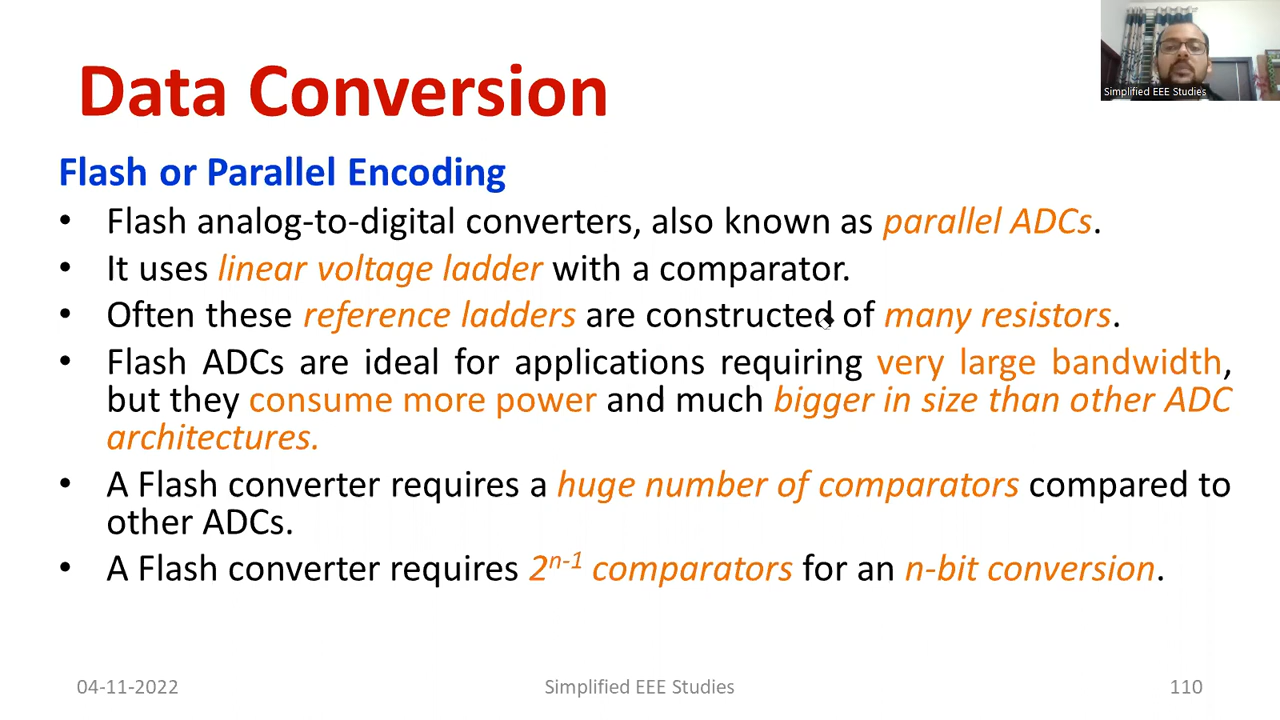 Simplified EEE Studies
Data Conversion
Flash or Parallel Encoding
• Flash analog-to-digital converters, also known as parallel ADCs.
• It uses linear voltage ladder with a comparator.
• Often these reference ladders are constructed of many resistors.
• Flash ADCs are ideal for applications requiring very large bandwidth,
but they consume more power and much bigger in size than other ADC
architectures.
• A Flash converter requires a huge number of comparators compared to
other ADCs.
• A Flash converter requires 2ⁿ⁻¹ comparators for an n-bit conversion.
04-11-2022
Simplified EEE Studies
110